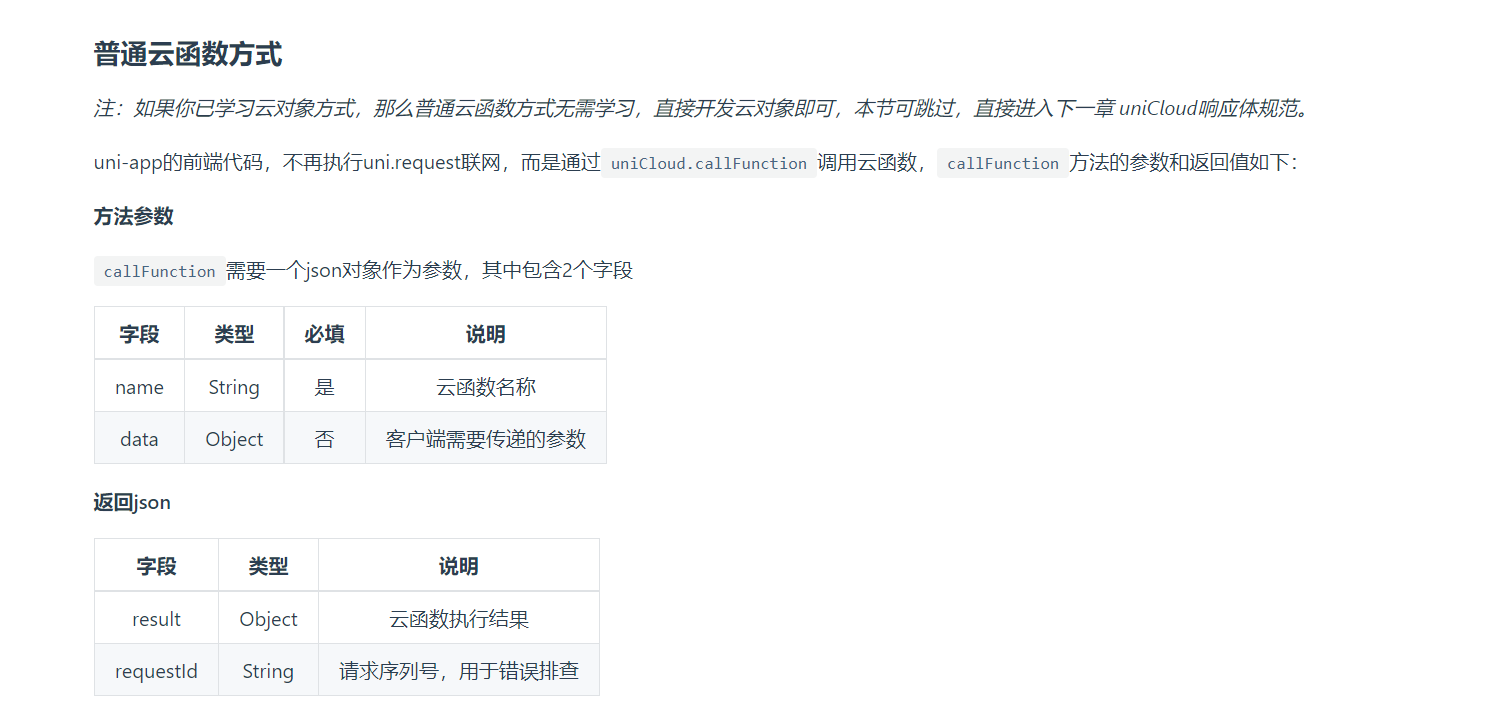 普通云函数方式
注：如果你已学习云对象方式，那么普通云函数方式无需学习，直接开发云对象即可，本节可跳过，直接进入下一章 uniCloud响应体规范。
uni-app的前端代码，不再执行uni.request联网，而是通过 uniCloud.callFunction 调用云函数， callFunction 方法的参数和返回值如下：
方法参数
callFunction 需要一个json对象作为参数，其中包含2个字段
字段 类型 必填 说明
name String 是 云函数名称
data Object 否 客户端需要传递的参数
返回json
字段 类型 说明
result Object 云函数执行结果
requestId String 请求序列号，用于错误排查